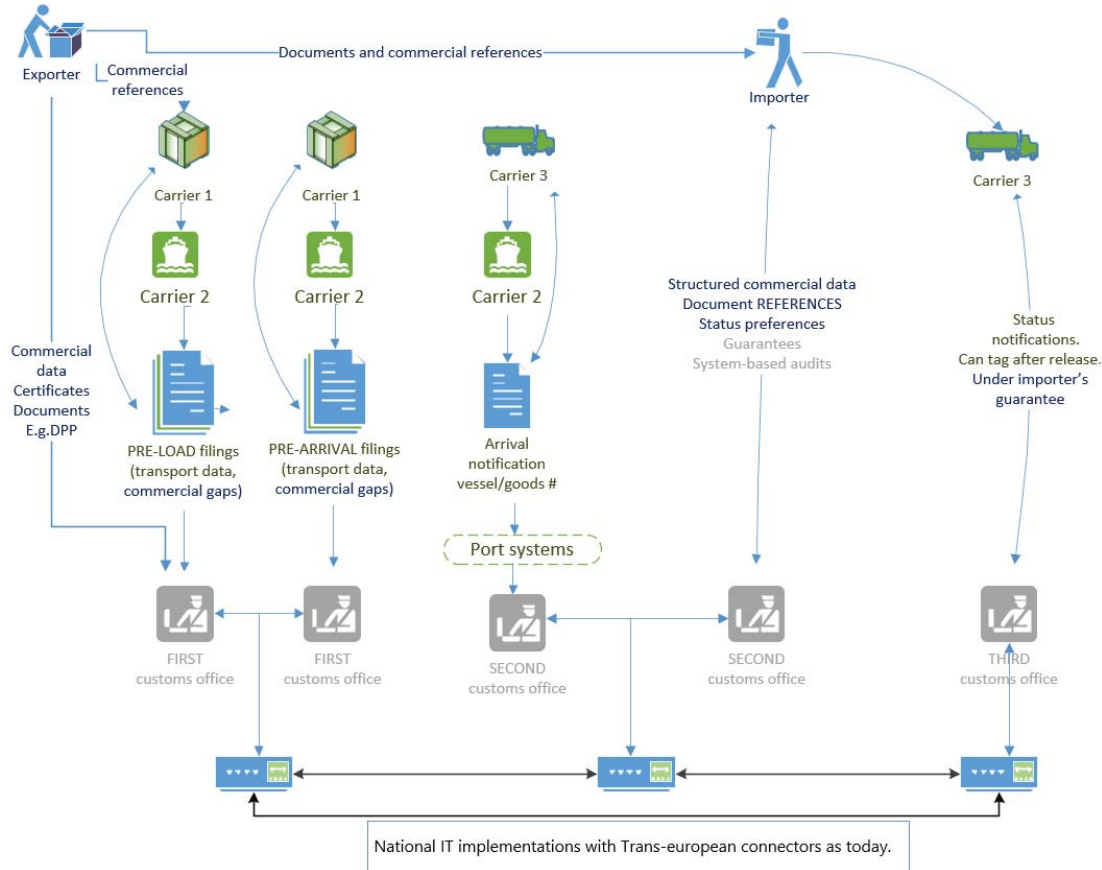 Exporter
Documents and commercial references
Commercial
references
Importer
Carrier 1
Carrier 1
Carrier 3
Carrier 3
Carrier 2
Carrier 2
Carrier 2
Commercial
data
Certificates
Documents
E.g.DPP
PRE-LOAD filings
(transport data,
commercial gaps)
PRE-ARRIVAL filings
(transport data,
commercial gaps)
Arrival
notification
vessel/goods #
Port systems
Structured commercial data
Document REFERENCES
Status preferences
Guarantees
System-based audits
Status
notifications.
Can tag after release.
Under importer’s
guarantee
FIRST
customs office
FIRST
customs office
SECOND
customs office
SECOND
customs office
THIRD
customs office
National IT implementations with Trans-european connectors as today.